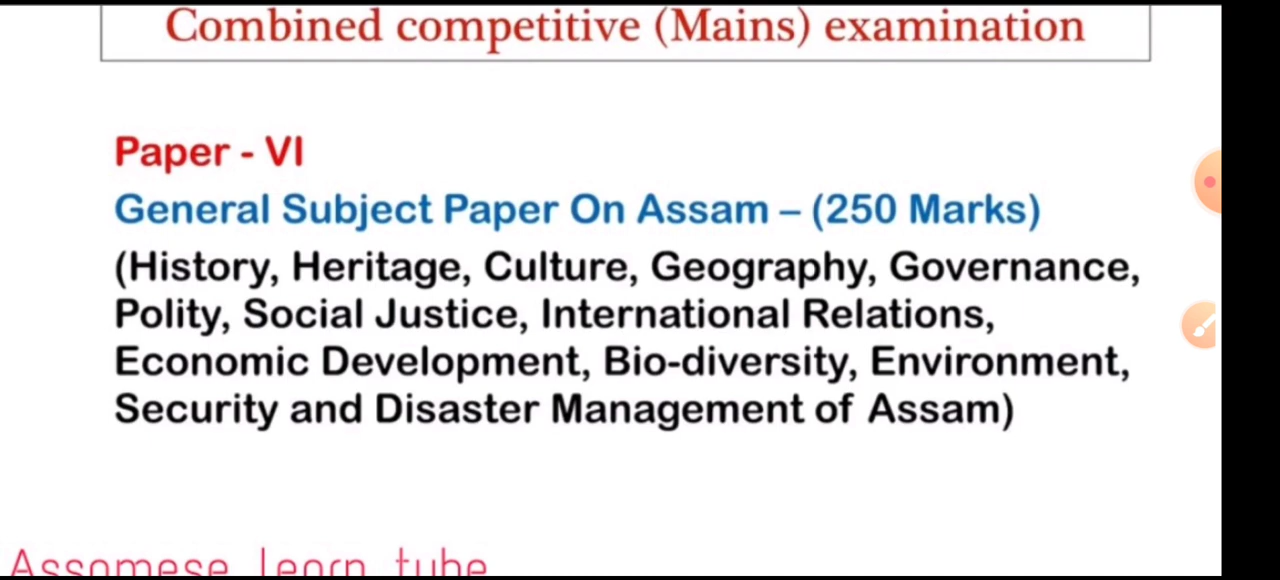 Combined competitive (Mains) examination
Paper - VI
General Subject Paper On Assam – (250 Marks)
(History, Heritage, Culture, Geography, Governance,
Polity, Social Justice, International Relations,
Economic Development, Bio-diversity, Environment,
Security and Disaster Management of Assam)
Assamese learn tube